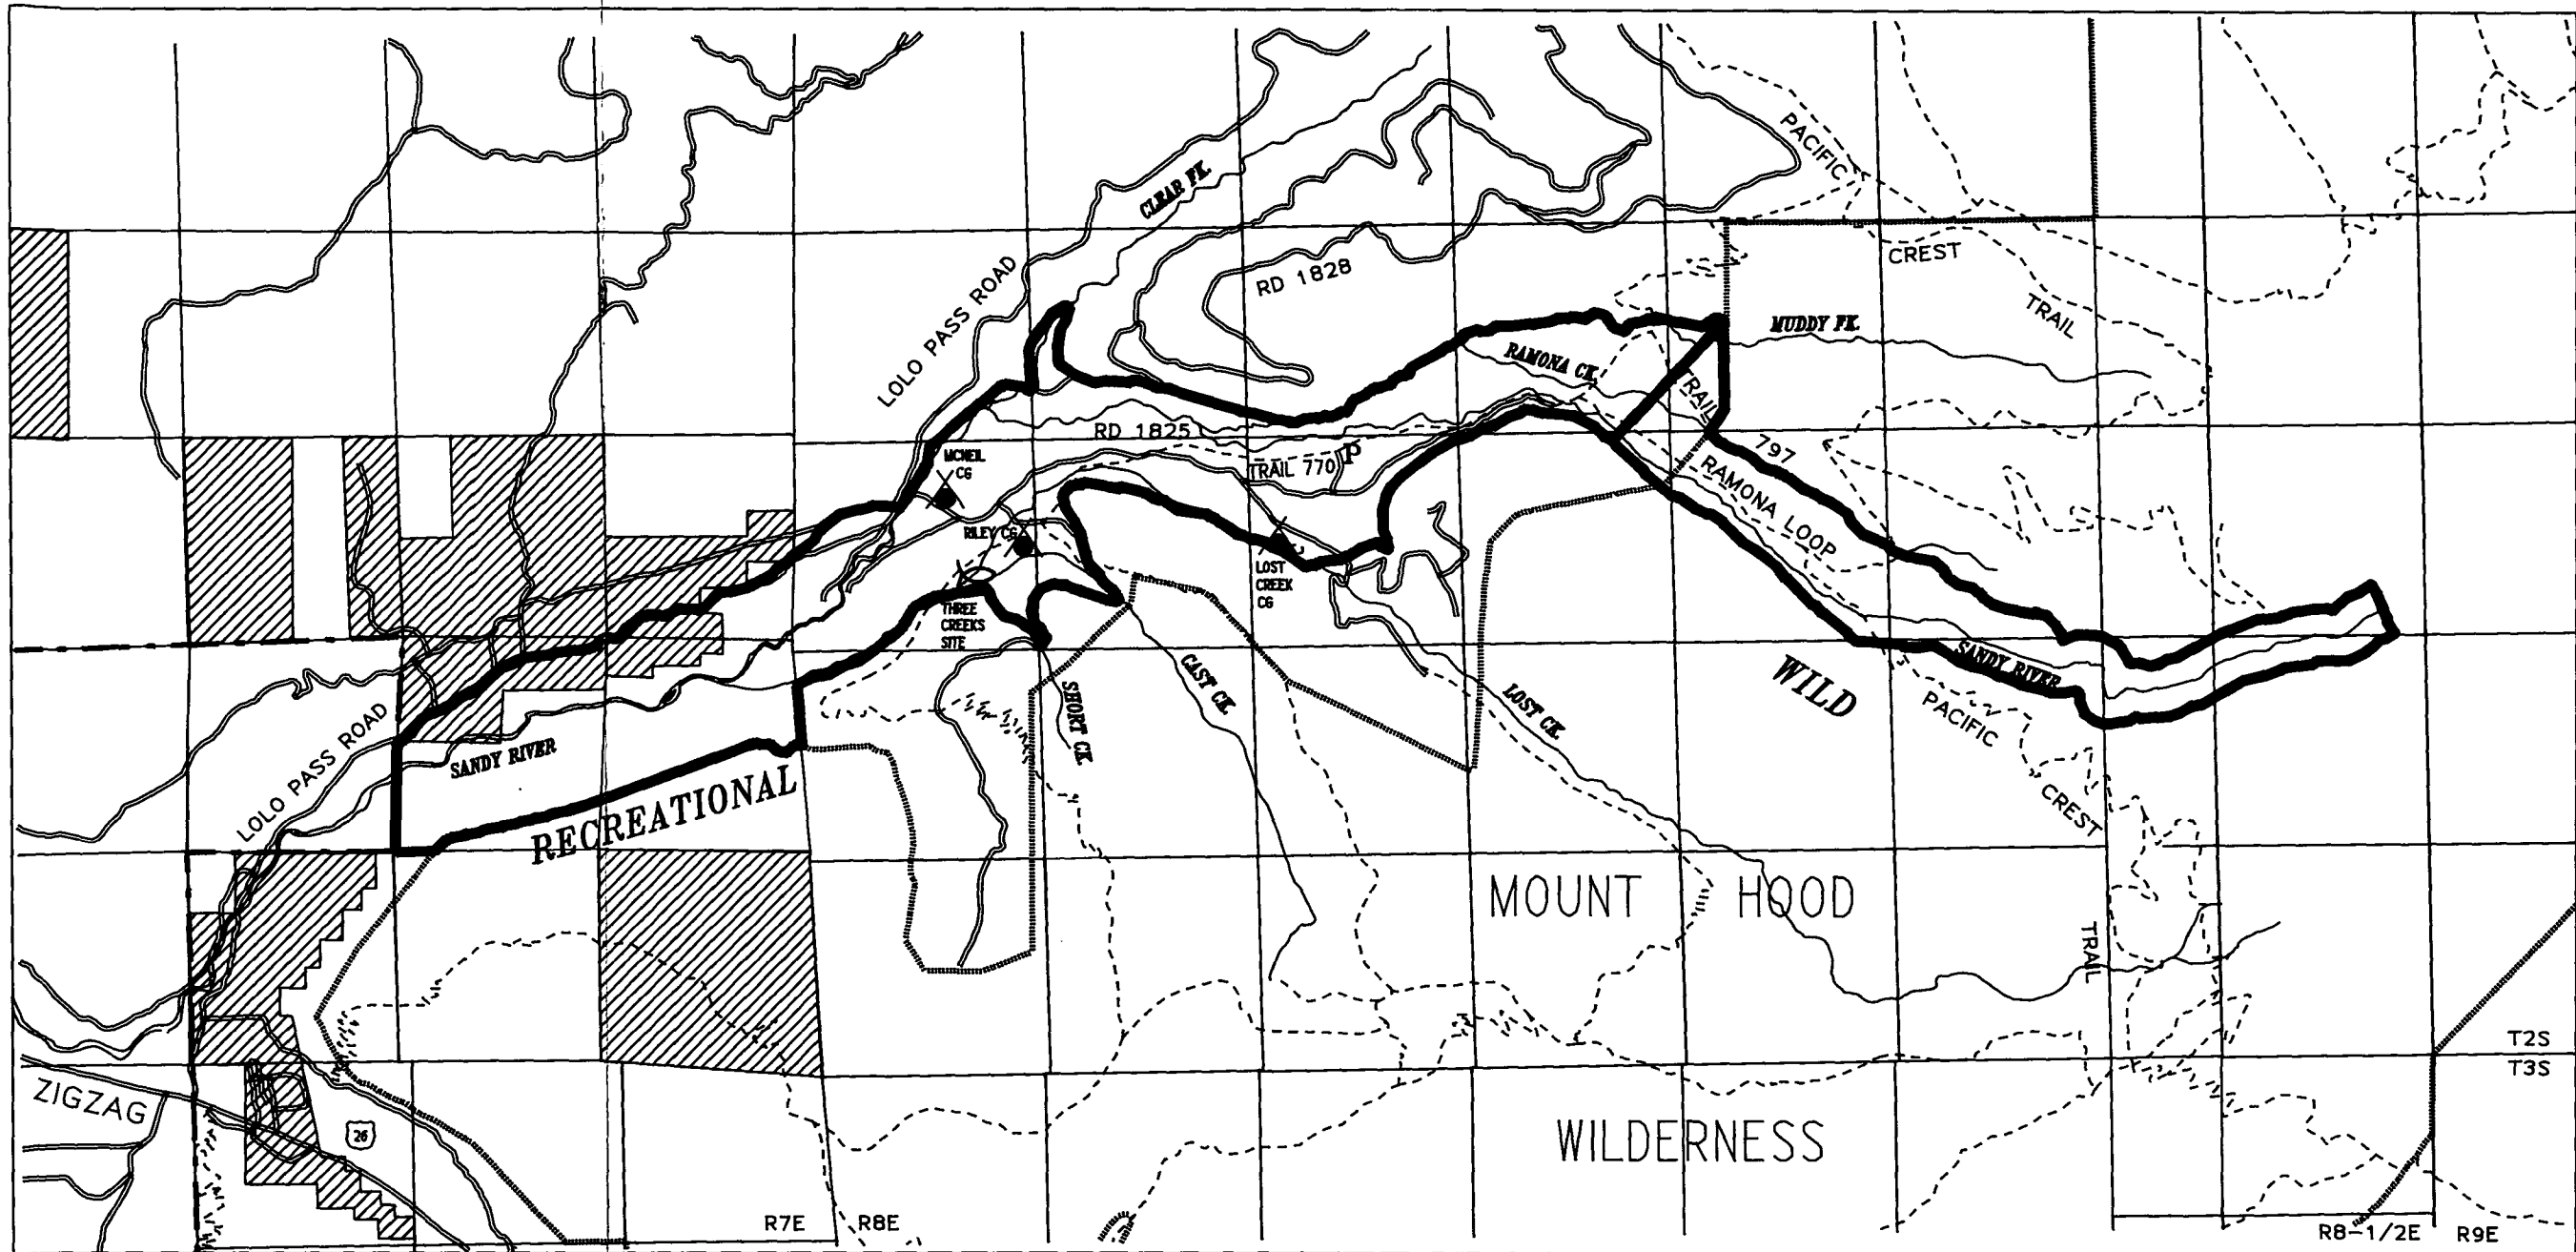 PACIFIC
CREST
TRAIL
CLEAR FK.
LOLO PASS ROAD
RD 1828
MUDDY FK.
RAMONA CK.
TRAIL
797
RAMONA LOOP
RD 1825
TRAIL 770
P
MCNEIL
CG
RILEY CG
THREE
CREEKS
SITE
LOST
CREEK
CG
SHORT CK.
CAST CK.
LOST CK.
WILD
SANDY RIVER
PACIFIC
CREST
TRAIL
LOLO PASS ROAD
SANDY RIVER
RECREATIONAL
MOUNT HOOD
WILDERNESS
ZIGZAG
26
T2S
T3S
R7E
R8E
R8-1/2E
R9E